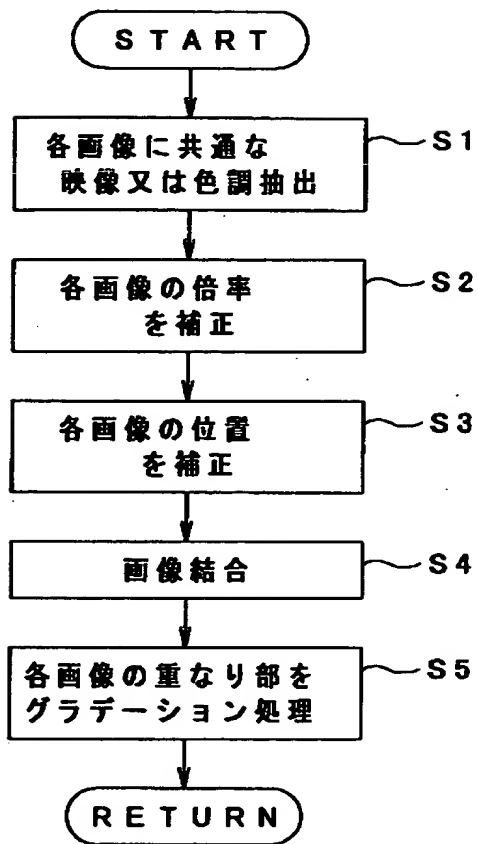 START
各画像に共通な
映像又は色調抽出
S1
各画像の倍率
を補正
S2
各画像の位置
を補正
S3
画像結合
S4
各画像の重なり部を
グラデーション処理
S5
RETURN